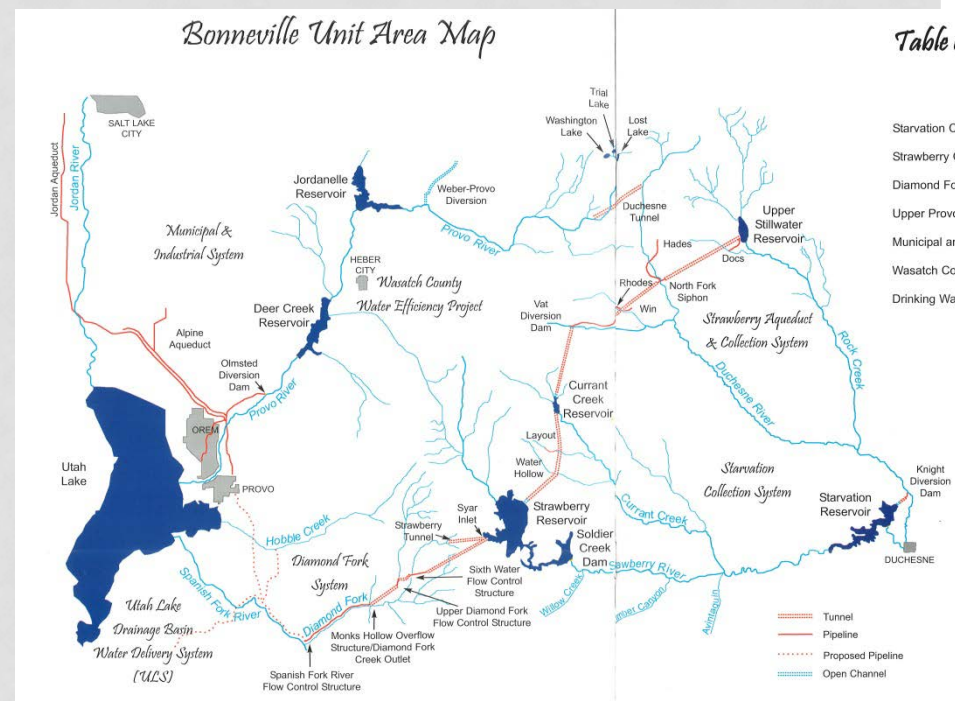 Bonneville Unit Area Map
Table
Starvation
Strawberry
Diamond
Upper Provo
Municipal
Wasatch
Drinking
SALT LAKE
CITY
Jordan Aqueduct
Jordan River
Municipal &
Industrial System
Jordanelle
Reservoir
Weber-Provo
Diversion
Provo River
Trial
Lake
Washington
Lake
Lost
Lake
Duchesne
Tunnel
Upper
Stillwater
Reservoir
Hades
Docs
HEBER
CITY
Wasatch County
Water Efficiency Project
Rhodes
North Fork
Siphon
Win
Vat
Diversion
Dam
Strawberry Aqueduct
& Collection System
Rock Creek
Deer Creek
Reservoir
Alpine
Aqueduct
Olmsted
Diversion
Dam
Provo River
Duchesne River
Currant
Creek
Reservoir
Layout
Water
Hollow
OREM
PROVO
Utah
Lake
Starvation
Collection System
Knight
Diversion
Dam
Starvation
Reservoir
DUCHESNE
Currant Creek
Syar
Inlet
Strawberry
Reservoir
Strawberry
Tunnel
Soldier
Creek
Dam
Hobble Creek
Diamond Fork
System
Sixth Water
Flow Control
Structure
Willow Creek
Canyon
Avintaquin
Spanish Fork River
Diamond Fork
Upper Diamond Fork
Flow Control Structure
Utah Lake
Drainage Basin
Water Delivery System
(ULS)
Monks Hollow Overflow
Structure/Diamond Fork
Creek Outlet
Spanish Fork River
Flow Control Structure
Tunnel
Pipeline
Proposed Pipeline
Open Channel